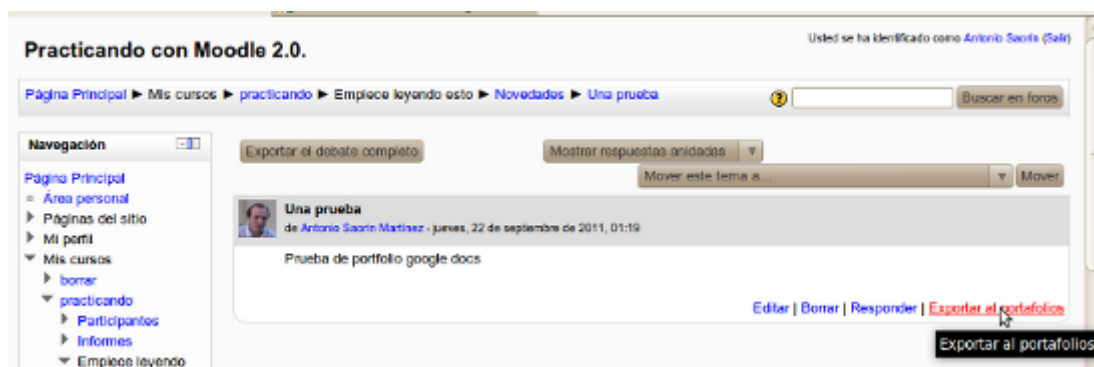 Usted se ha identificado como Antonio Saorín (Salir)
Practicando con Moodle 2.0.
Página Principal ► Mis cursos ► practicando ► Empiece leyendo esto ► Novedades ► Una prueba
Buscar en foros
Navegación
Página Principal
Área personal
Páginas del sitio
Mi perfil
Mis cursos
borrar
practicando
Participantes
Informes
Empiece leyendo
Exportar el debate completo
Mostrar respuestas anidadas
Mover este tema a...
Mover
Una prueba
de Antonio Saorín Martínez - jueves, 22 de septiembre de 2011, 01:19
Prueba de portfolio google docs
Editar | Borrar | Responder | Exportar al portafolios
Exportar al portafolios